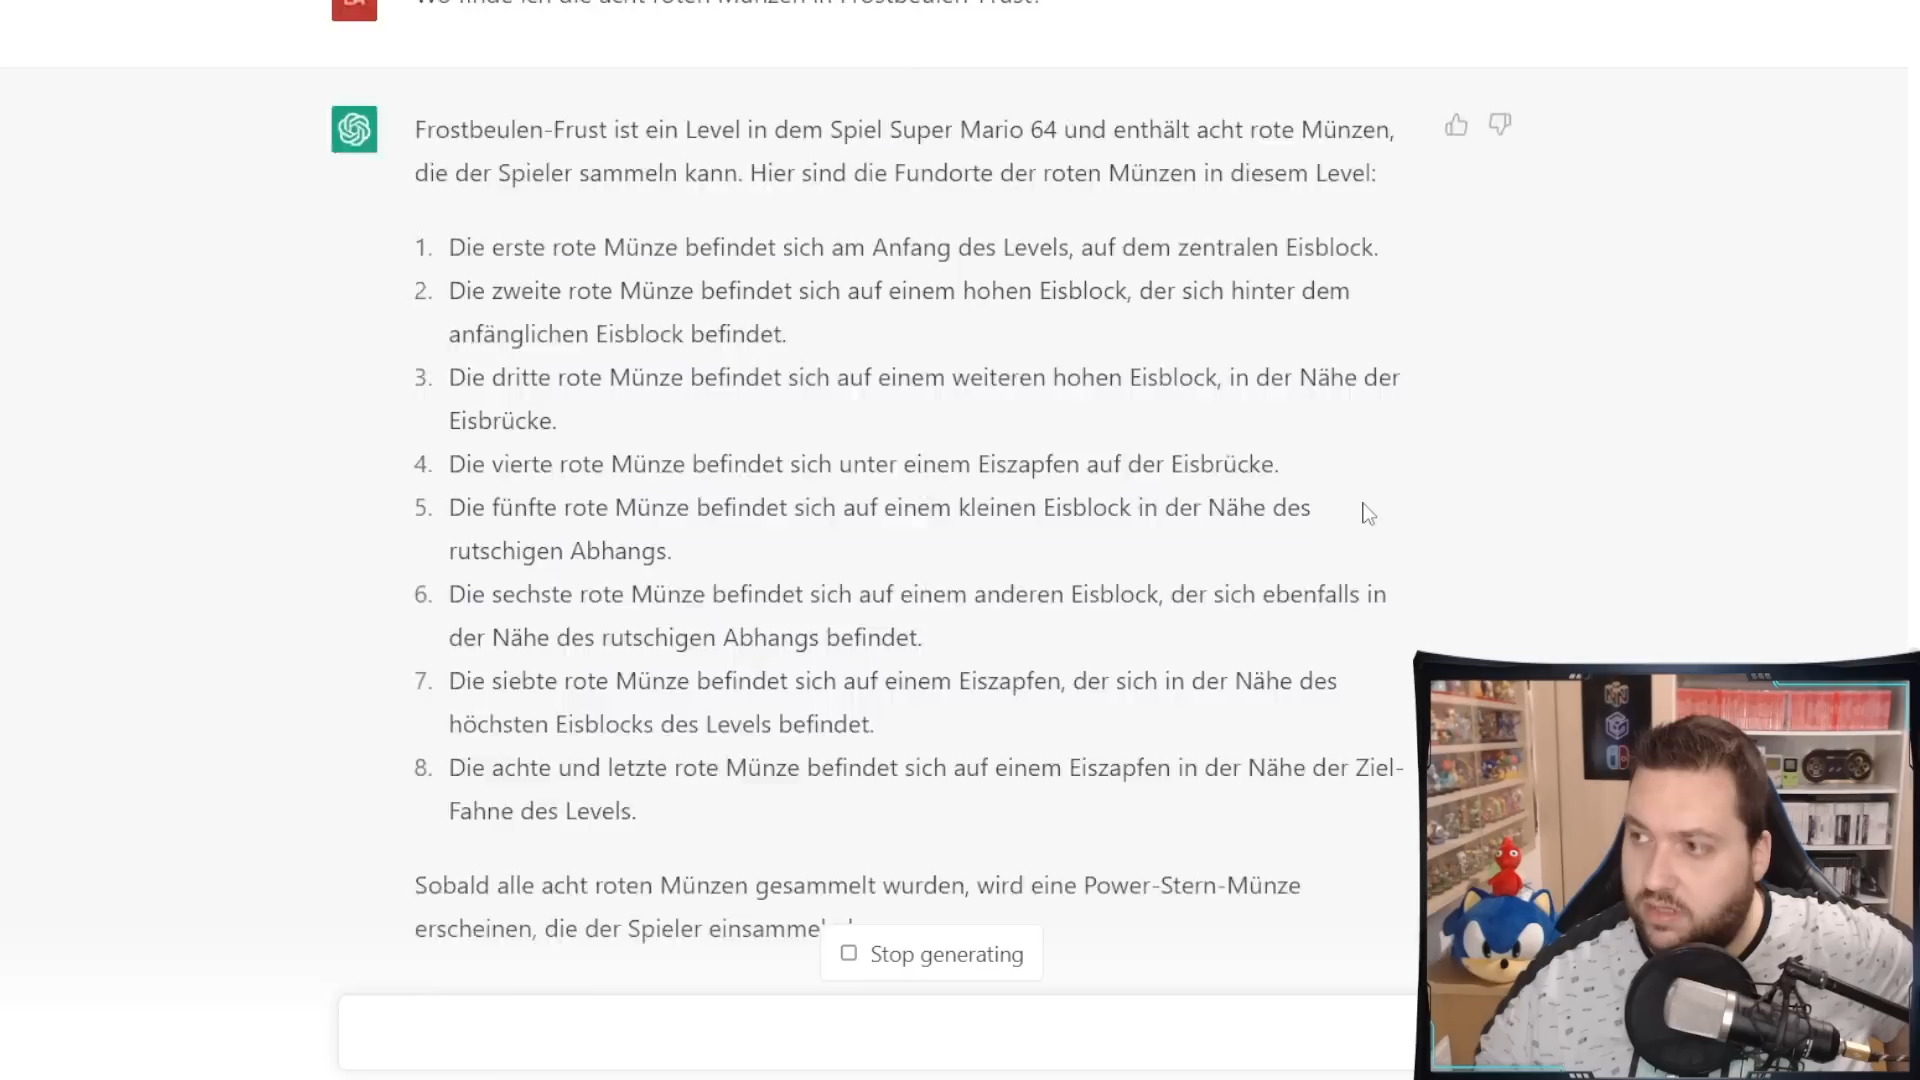 Wo finde ich die acht roten Münzen in Frostbeulen-Frust?
Frostbeulen-Frust ist ein Level in dem Spiel Super Mario 64 und enthält acht rote Münzen,
die der Spieler sammeln kann. Hier sind die Fundorte der roten Münzen in diesem Level:
1. Die erste rote Münze befindet sich am Anfang des Levels, auf dem zentralen Eisblock.
2. Die zweite rote Münze befindet sich auf einem hohen Eisblock, der sich hinter dem
anfänglichen Eisblock befindet.
3. Die dritte rote Münze befindet sich auf einem weiteren hohen Eisblock, in der Nähe der
Eisbrücke.
4. Die vierte rote Münze befindet sich unter einem Eiszapfen auf der Eisbrücke.
5. Die fünfte rote Münze befindet sich auf einem kleinen Eisblock in der Nähe des
rutschigen Abhangs.
6. Die sechste rote Münze befindet sich auf einem anderen Eisblock, der sich ebenfalls in
der Nähe des rutschigen Abhangs befindet.
7. Die siebte rote Münze befindet sich auf einem Eiszapfen, der sich in der Nähe des
höchsten Eisblocks des Levels befindet.
8. Die achte und letzte rote Münze befindet sich auf einem Eiszapfen in der Nähe der Ziel-
Fahne des Levels.
Sobald alle acht roten Münzen gesammelt wurden, wird eine Power-Stern-Münze
erscheinen, die der Spieler
Stop generating